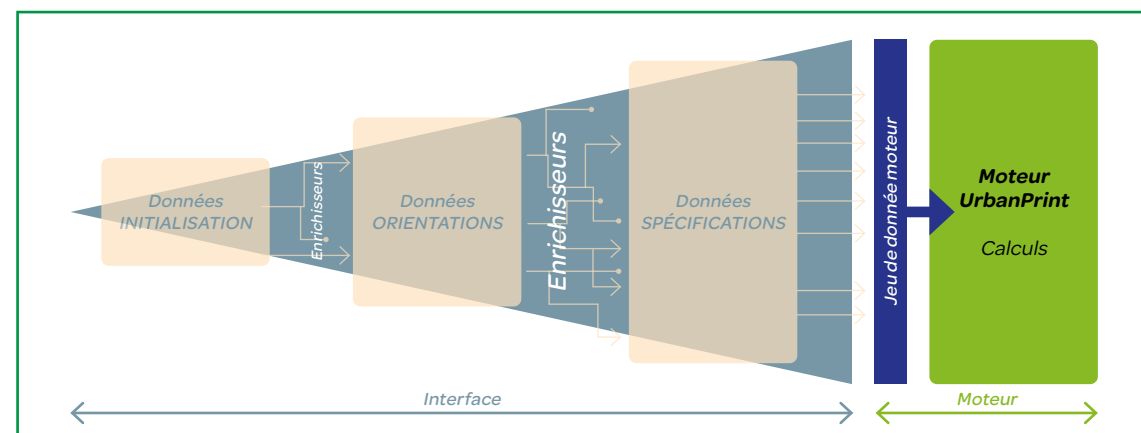 Données
INITIALISATION
Enrichisseurs
Données
ORIENTATIONS
Enrichisseurs
Données
SPÉCIFICATIONS
Jeu de donnée moteur
Moteur
UrbanPrint
Calculs
Interface
Moteur